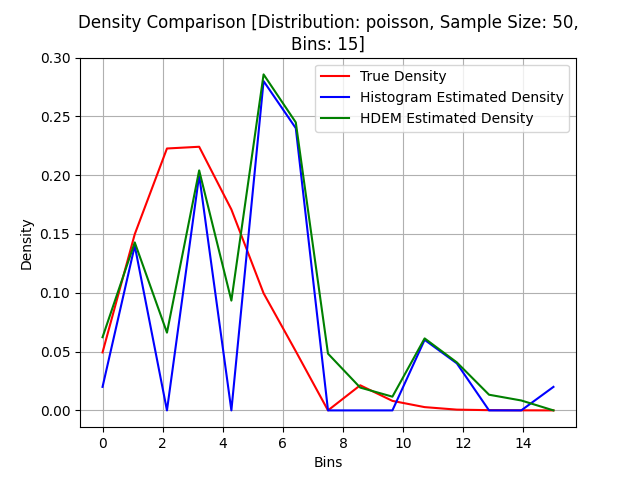 Density Comparison [Distribution: poisson, Sample Size: 50,
Bins: 15]
True Density
Histogram Estimated Density
HDEM Estimated Density
Density
0.30
0.25
0.20
0.15
0.10
0.05
0.00
0 2 4 6 8 10 12 14
Bins